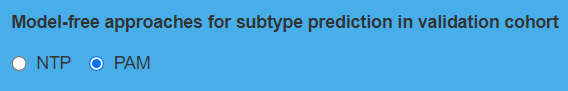 Model-free approaches for subtype prediction in validation cohort
NTP PAM